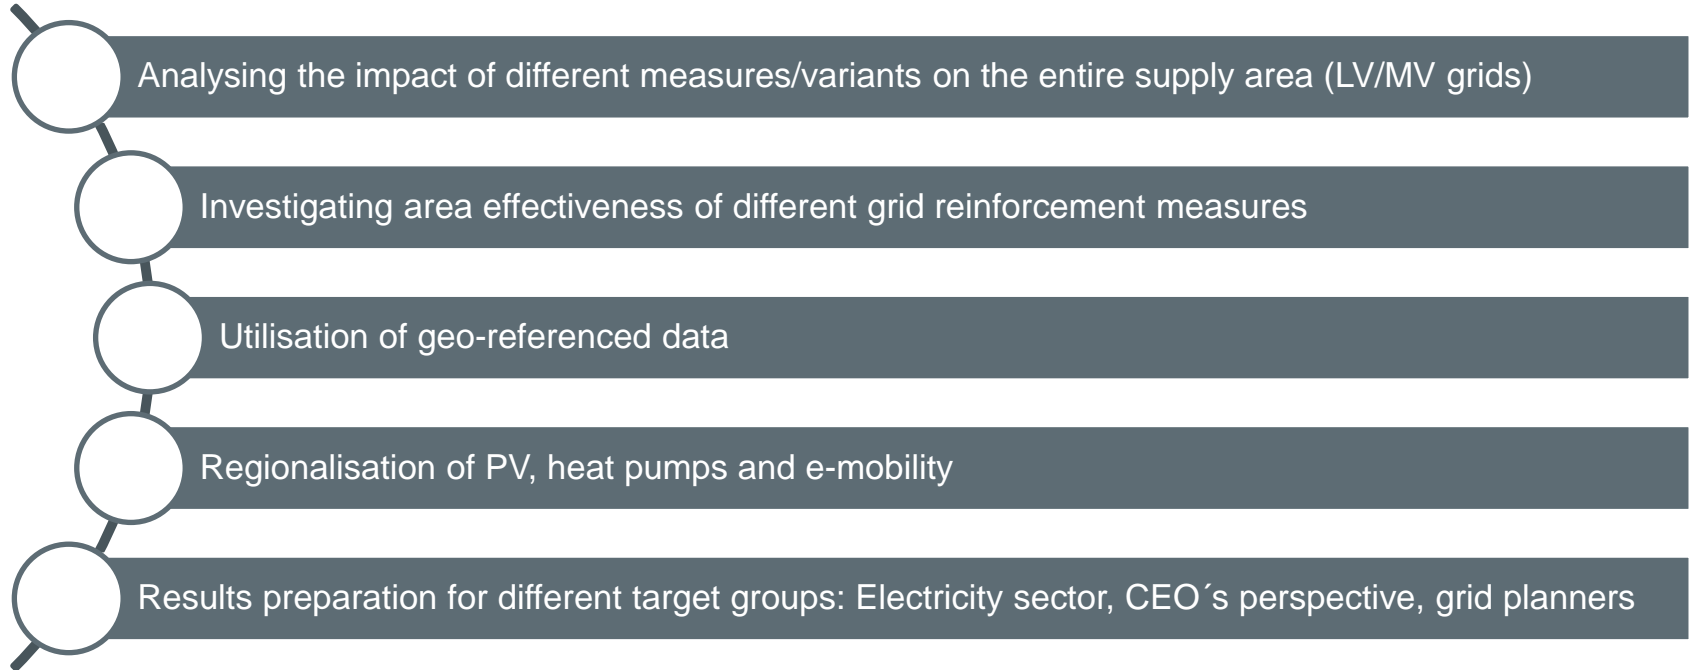 Analysing the impact of different measures/variants on the entire supply area (LV/MV grids)
Investigating area effectiveness of different grid reinforcement measures
Utilisation of geo-referenced data
Regionalisation of PV, heat pumps and e-mobility
Results preparation for different target groups: Electricity sector, CEO´s perspective, grid planners